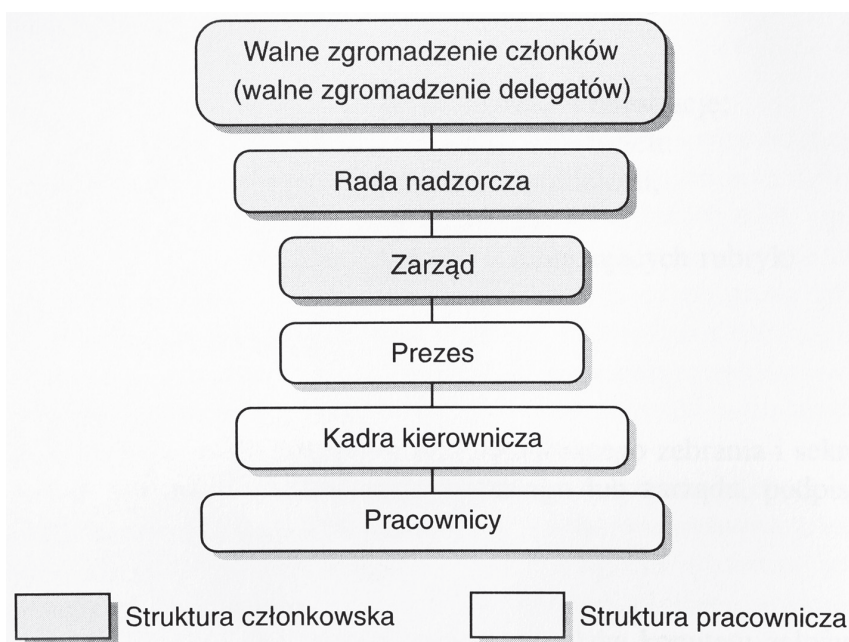 Walne zgromadzenie członków
(walne zgromadzenie delegatów)
Rada nadzorcza
Zarząd
Prezes
Kadra kierownicza
Pracownicy
Struktura członkowska
Struktura pracownicza